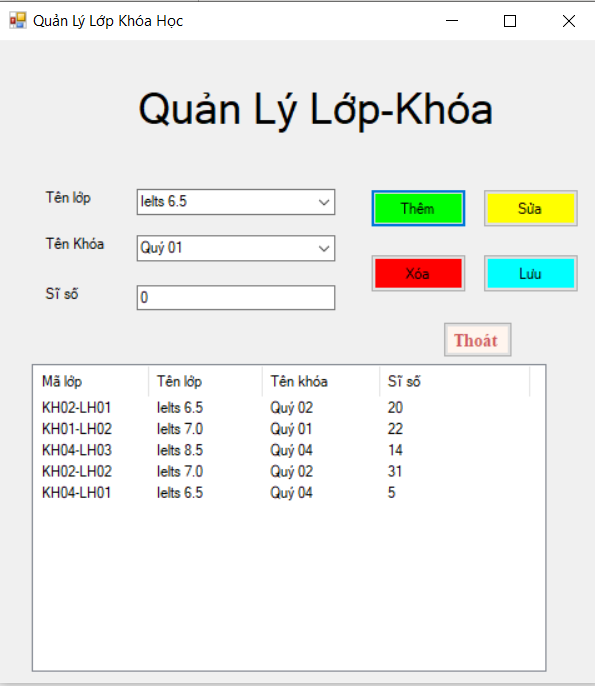 Quản Lý Lớp Khóa Học
Quản Lý Lớp-Khóa
Tên lớp Ielts 6.5 Thêm Sửa
Tên Khóa Quý 01
Xóa Lưu
Sĩ số 0
Thoát
Mã lớp Tên lớp Tên khóa Sĩ số
KH02-LH01 Ielts 6.5 Quý 02 20
KH01-LH02 Ielts 7.0 Quý 01 22
KH04-LH03 Ielts 8.5 Quý 04 14
KH02-LH02 Ielts 7.0 Quý 02 31
KH04-LH01 Ielts 6.5 Quý 04 5